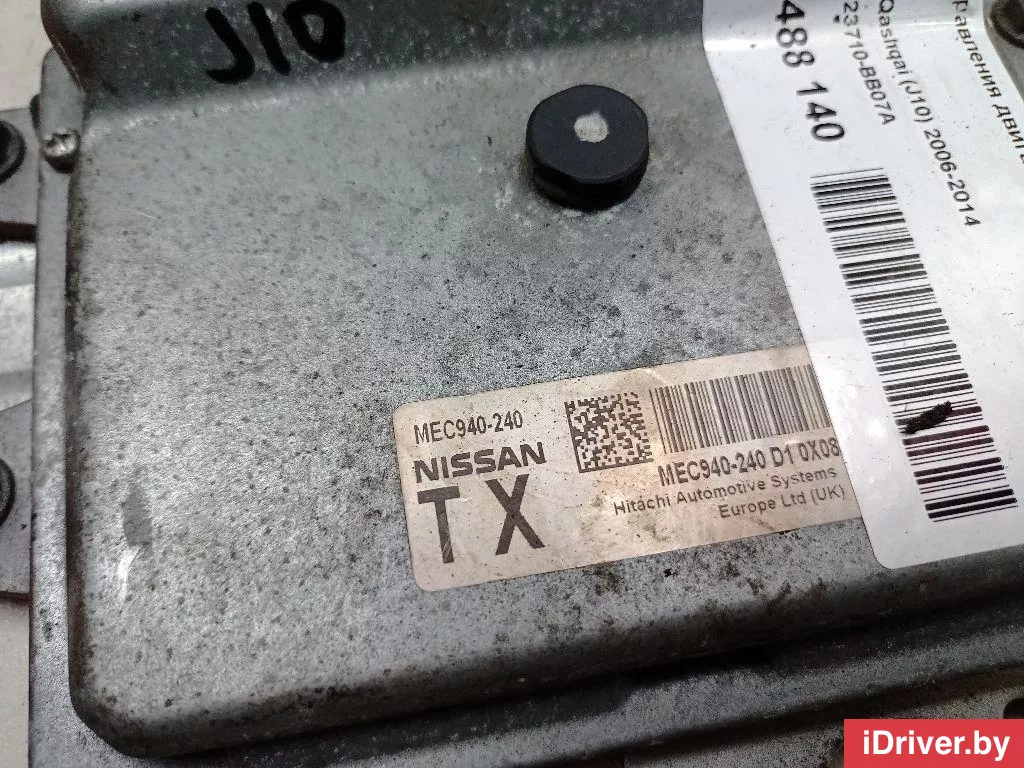 J10
равления двига
Qashqai (J10) 2006-2014
23710-BB07A
488 140
MEC940-240
NISSAN
TX
MEC940-240 D1 0X08
Hitachi Automotive Systems
Europe Ltd (UK)
iDriver.by